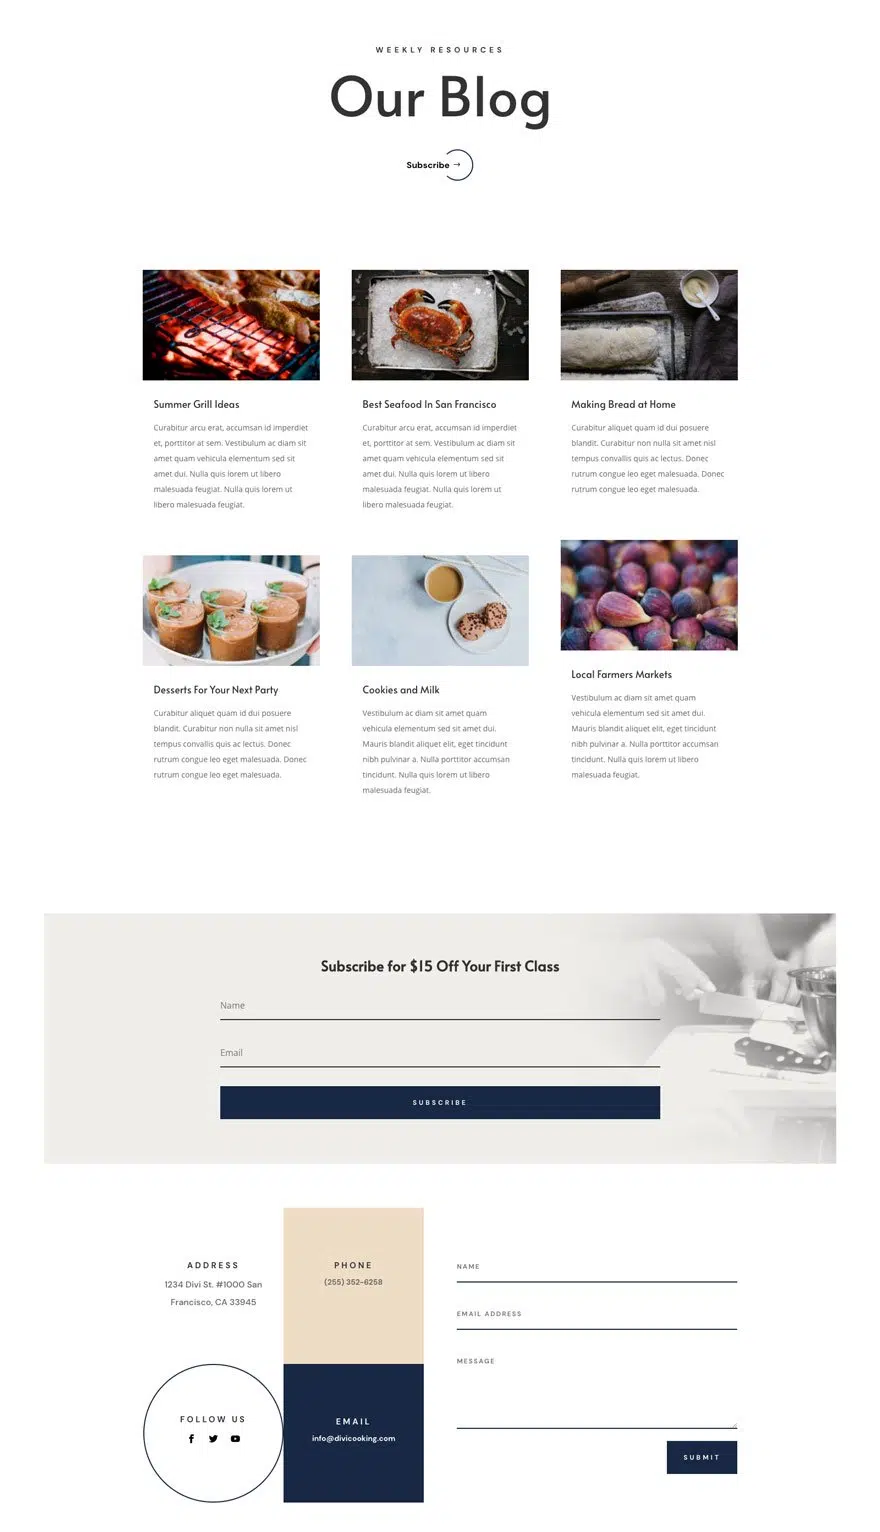 WEEKLY RESOURCES
Our Blog
Subscribe →
Summer Grill Ideas
Curabitur arcu erat, accumsan id imperdiet
et, porttitor at sem. Vestibulum ac diam sit
amet quam vehicula elementum sed sit
amet dui. Nulla quis lorem ut libero
malesuada feugiat. Nulla quis lorem ut
libero malesuada feugiat.
Best Seafood In San Francisco
Curabitur arcu erat, accumsan id imperdiet
et, porttitor at sem. Vestibulum ac diam sit
amet quam vehicula elementum sed sit
amet dui. Nulla quis lorem ut libero
malesuada feugiat. Nulla quis lorem ut
libero malesuada feugiat.
Making Bread at Home
Curabitur aliquet quam id dui posuere
blandit. Curabitur non nulla sit amet nisl
tempus convallis quis ac lectus. Donec
rutrum congue leo eget malesuada. Donec
rutrum congue leo eget malesuada.
Desserts For Your Next Party
Curabitur aliquet quam id dui posuere
blandit. Curabitur non nulla sit amet nisl
tempus convallis quis ac lectus. Donec
rutrum congue leo eget malesuada. Donec
rutrum congue leo eget malesuada.
Cookies and Milk
Vestibulum ac diam sit amet quam
vehicula elementum sed sit amet dui.
Mauris blandit aliquet elit, eget tincidunt
nibh pulvinar a. Nulla porttitor accumsan
tincidunt. Nulla quis lorem ut libero
malesuada feugiat.
Local Farmers Markets
Vestibulum ac diam sit amet quam
vehicula elementum sed sit amet dui.
Mauris blandit aliquet elit, eget tincidunt
nibh pulvinar a. Nulla porttitor accumsan
tincidunt. Nulla quis lorem ut libero
malesuada feugiat.
Subscribe for $15 Off Your First Class
Name
Email
SUBSCRIBE
ADDRESS
1234 Divi St. #1000 San
Francisco, CA 33945
PHONE
(255) 352-6258
FOLLOW US
EMAIL
info@divicooking.com
NAME
EMAIL ADDRESS
MESSAGE
SUBMIT